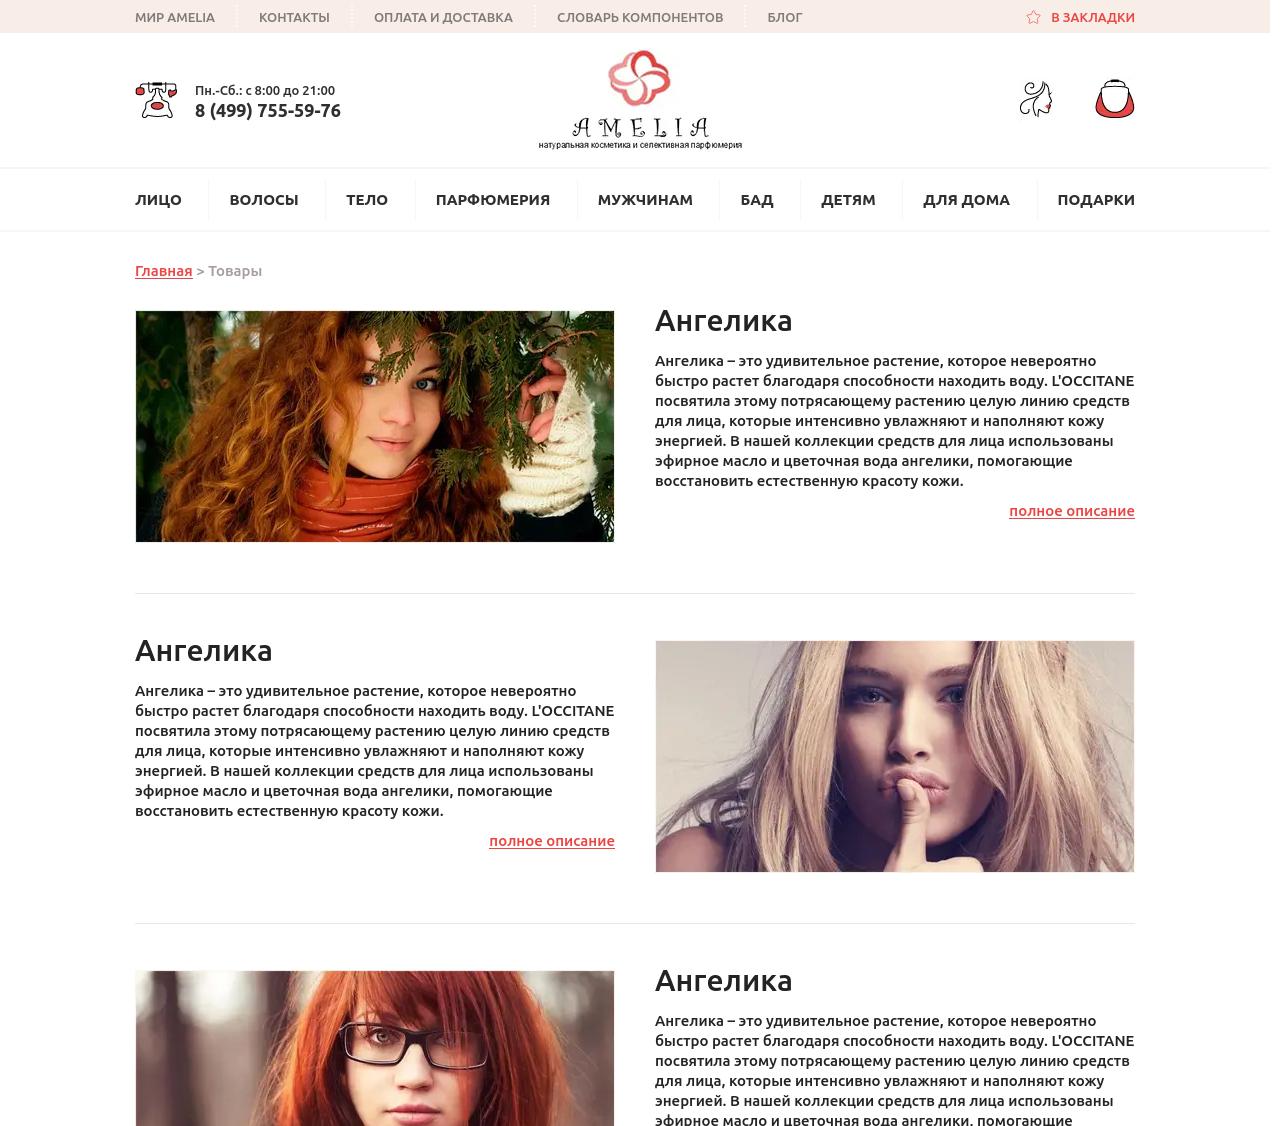 МИР AMELIA КОНТАКТЫ ОПЛАТА И ДОСТАВКА СЛОВАРЬ КОМПОНЕНТОВ БЛОГ В ЗАКЛАДКИ
Пн.-Сб.: с 8:00 до 21:00
8 (499) 755-59-76
AMELIA
натуральная косметика и селективная парфюмерия
ЛИЦО ВОЛОСЫ ТЕЛО ПАРФЮМЕРИЯ МУЖЧИНАМ БАД ДЕТЯМ ДЛЯ ДОМА ПОДАРКИ
Главная > Товары
Ангелика
Ангелика – это удивительное растение, которое невероятно
быстро растет благодаря способности находить воду. L'OCCITANE
посвятила этому потрясающему растению целую линию средств
для лица, которые интенсивно увлажняют и наполняют кожу
энергией. В нашей коллекции средств для лица использованы
эфирное масло и цветочная вода ангелики, помогающие
восстановить естественную красоту кожи.
полное описание
Ангелика
Ангелика – это удивительное растение, которое невероятно
быстро растет благодаря способности находить воду. L'OCCITANE
посвятила этому потрясающему растению целую линию средств
для лица, которые интенсивно увлажняют и наполняют кожу
энергией. В нашей коллекции средств для лица использованы
эфирное масло и цветочная вода ангелики, помогающие
восстановить естественную красоту кожи.
полное описание
Ангелика
Ангелика – это удивительное растение, которое невероятно
быстро растет благодаря способности находить воду. L'OCCITANE
посвятила этому потрясающему растению целую линию средств
для лица, которые интенсивно увлажняют и наполняют кожу
энергией. В нашей коллекции средств для лица использованы
эфирное масло и цветочная вода ангелики, помогающие